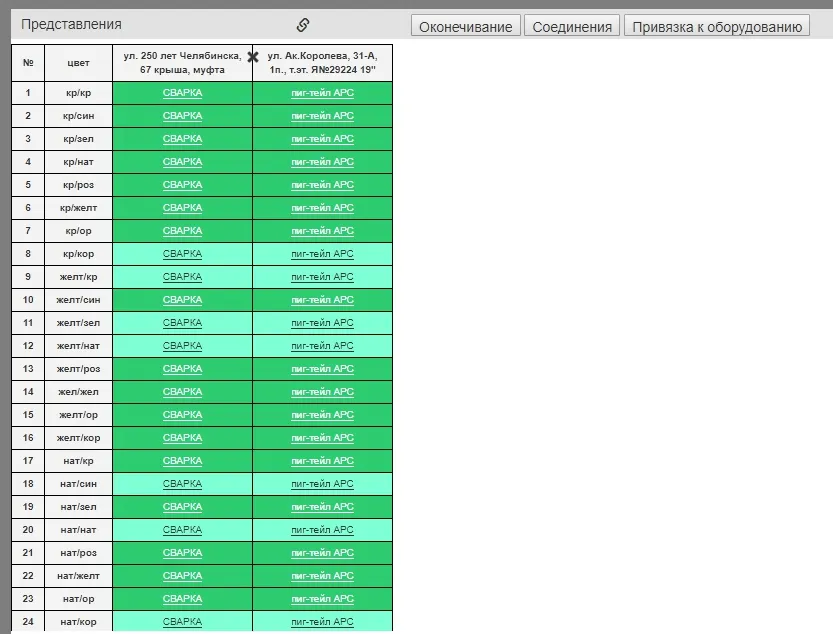 Представления
Оконечивание Соединения Привязка к оборудованию
№ цвет ул. 250 лет Челябинска, 67 крыша, муфта ул. Ак.Королева, 31-А, 1п., т.эт. Я№29224 19"
1 кр/кр СВАРКА пиг-тейл APC
2 кр/син СВАРКА пиг-тейл APC
3 кр/зел СВАРКА пиг-тейл APC
4 кр/нат СВАРКА пиг-тейл APC
5 кр/роз СВАРКА пиг-тейл APC
6 кр/желт СВАРКА пиг-тейл APC
7 кр/ор СВАРКА пиг-тейл APC
8 кр/кор СВАРКА пиг-тейл APC
9 желт/кр СВАРКА пиг-тейл APC
10 желт/син СВАРКА пиг-тейл APC
11 желт/зел СВАРКА пиг-тейл APC
12 желт/нат СВАРКА пиг-тейл APC
13 желт/роз СВАРКА пиг-тейл APC
14 жел/жел СВАРКА пиг-тейл APC
15 желт/ор СВАРКА пиг-тейл APC
16 желт/кор СВАРКА пиг-тейл APC
17 нат/кр СВАРКА пиг-тейл APC
18 нат/син СВАРКА пиг-тейл APC
19 нат/зел СВАРКА пиг-тейл APC
20 нат/нат СВАРКА пиг-тейл APC
21 нат/роз СВАРКА пиг-тейл APC
22 нат/желт СВАРКА пиг-тейл APC
23 нат/ор СВАРКА пиг-тейл APC
24 нат/кор СВАРКА пиг-тейл APC